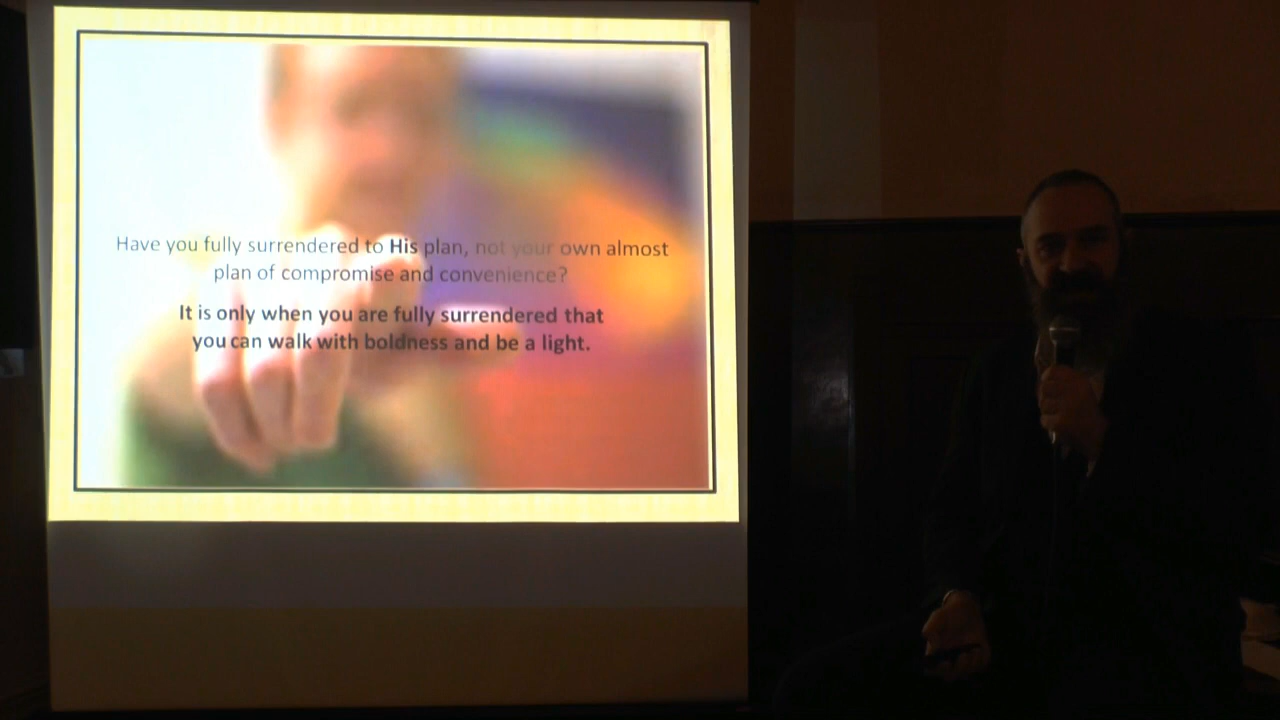 Have you fully surrendered to His plan, not your own almost
plan of compromise and convenience?
It is only when you are fully surrendered that
you can walk with boldness and be a light.